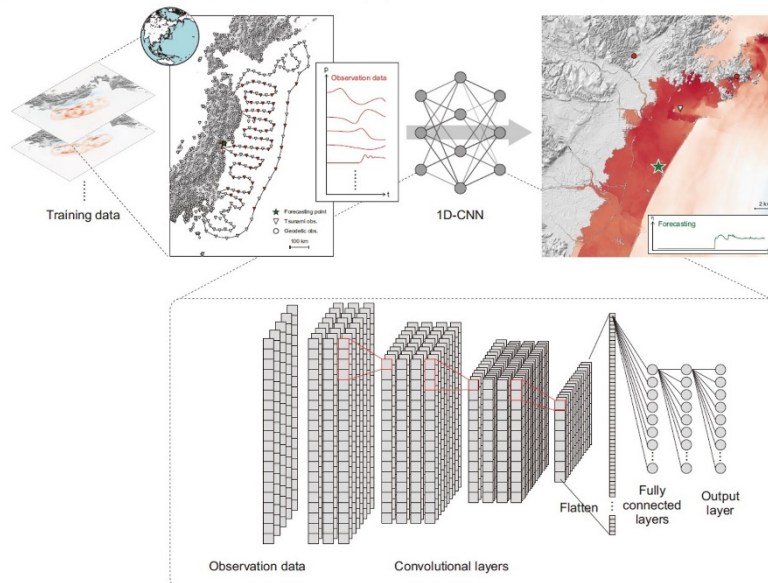 Training data
★ Forecasting point
▽ Tsunami obs.
○ Geodetic obs.
100 km
p
Observation data
t
1D-CNN
2 k
η
Forecasting
Observation data
Convolutional layers
Flatten
Fully
connected
layers
Output
layer